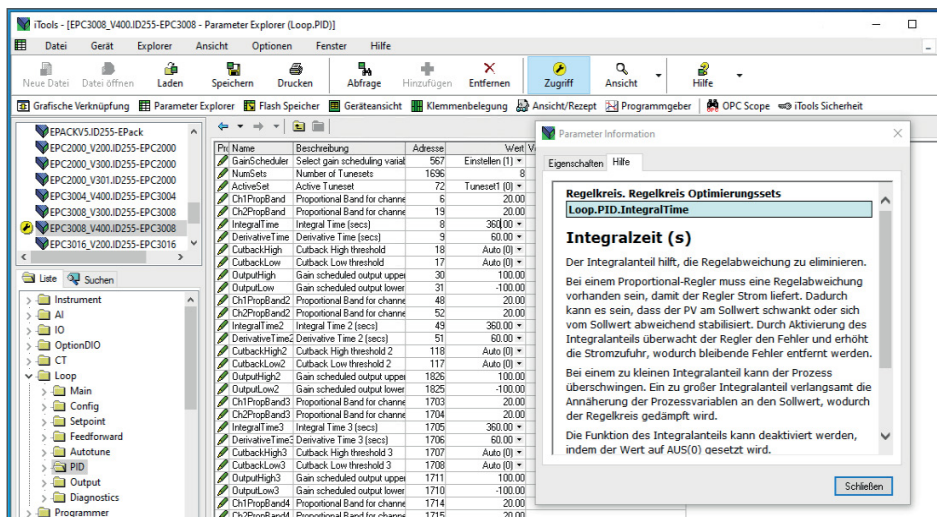 iTools - [EPC3008_V400.ID255-EPC3008 - Parameter Explorer (Loop.PID)]
Datei Gerät Explorer Ansicht Optionen Fenster Hilfe
Neue Datei Datei öffnen Laden Speichern Drucken Abfrage Hinzufügen Entfernen Zugriff Ansicht Hilfe
Grafische Verknüpfung Parameter Explorer Flash Speicher Geräteansicht Klemmenbelegung Ansicht/Rezept Programmgeber OPC Scope iTools Sicherheit
EPACKV5.ID255-EPack
EPC2000_V200.ID255-EPC2000
EPC2000_V300.ID255-EPC2000
EPC2000_V301.ID255-EPC2000
EPC3004_V400.ID255-EPC3004
EPC3008_V300.ID255-EPC3008
EPC3008_V400.ID255-EPC3008
EPC3016_V200.ID255-EPC3016
Liste Suchen
Instrument
AI
IO
OptionDIO
CT
Loop
Main
Config
Setpoint
Feedforward
Autotune
PID
Output
Diagnostics
Programmer
Name Beschreibung Adresse Wert
GainScheduler Select gain scheduling variab 567 Einstellen (1)
NumSets Number of Tunesets 1696 8
ActiveSet Active Tuneset 72 Tuneset1 (0)
Ch1PropBand Proportional Band for channe 6 20.00
Ch2PropBand Proportional Band for channe 19 20.00
IntegralTime Integral Time (secs) 8 360.00
DerivativeTime Derivative Time (secs) 9 60.00
CutbackHigh Cutback High threshold 18 Auto (0)
CutbackLow Cutback Low threshold 17 Auto (0)
OutputHigh Gain scheduled output upper 30 100.00
OutputLow Gain scheduled output lower 31 -100.00
Ch1PropBand2 Proportional Band for channe 48 20.00
Ch2PropBand2 Proportional Band for channe 52 20.00
IntegralTime2 Integral Time 2 (secs) 49 360.00
DerivativeTime2 Derivative Time 2 (secs) 51 60.00
CutbackHigh2 Cutback High threshold 2 118 Auto (0)
CutbackLow2 Cutback Low threshold 2 117 Auto (0)
OutputHigh2 Gain scheduled output upper 1826 100.00
OutputLow2 Gain scheduled output lower 1825 -100.00
Ch1PropBand3 Proportional Band for channe 1703 20.00
Ch2PropBand3 Proportional Band for channe 1704 20.00
IntegralTime3 Integral Time 3 (secs) 1705 360.00
DerivativeTime3 Derivative Time 3 (secs) 1706 60.00
CutbackHigh3 Cutback High threshold 3 1707 Auto (0)
CutbackLow3 Cutback Low threshold 3 1708 Auto (0)
OutputHigh3 Gain scheduled output upper 1711 100.00
OutputLow3 Gain scheduled output lower 1710 -100.00
Ch1PropBand4 Proportional Band for channe 1714 20.00
Ch2PropBand4 Proportional Band for channe 1715 20.00
Parameter Information
Eigenschaften Hilfe
Regelkreis. Regelkreis Optimierungssets
Loop.PID.IntegralTime
Integralzeit (s)
Der Integralanteil hilft, die Regelabweichung zu eliminieren.
Bei einem Proportional-Regler muss eine Regelabweichung
vorhanden sein, damit der Regler Strom liefert. Dadurch
kann es sein, dass der PV am Sollwert schwankt oder sich
vom Sollwert abweichend stabilisiert. Durch Aktivierung des
Integralanteils überwacht der Regler den Fehler und erhöht
die Stromzufuhr, wodurch bleibende Fehler entfernt werden.
Bei einem zu kleinen Integralanteil kann der Prozess
überschwingen. Ein zu großer Integralanteil verlangsamt die
Annäherung der Prozessvariablen an den Sollwert, wodurch
der Regelkreis gedämpft wird.
Die Funktion des Integralanteils kann deaktiviert werden,
indem der Wert auf AUS(0) gesetzt wird.
Schließen